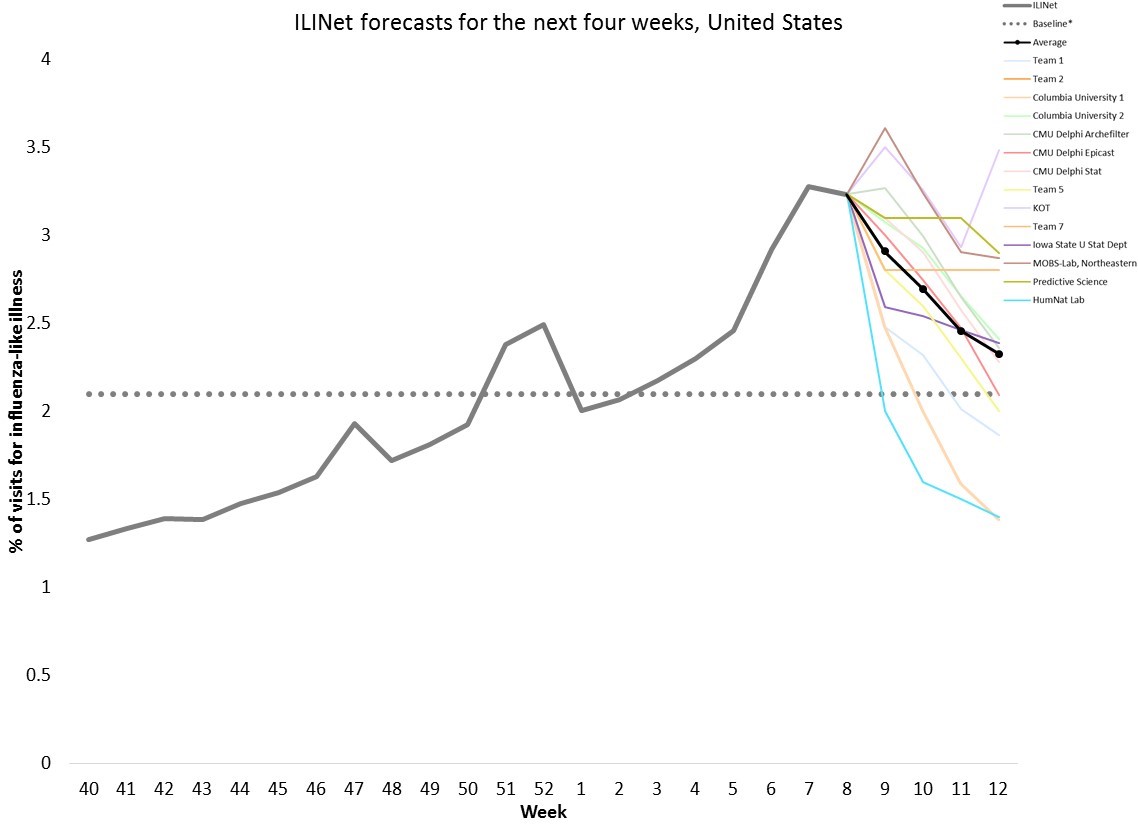 ILINet forecasts for the next four weeks, United States
ILINet
Baseline*
Average
Team 1
Team 2
Columbia University 1
Columbia University 2
CMU Delphi Archefilter
CMU Delphi Epicast
CMU Delphi Stat
Team 5
KOT
Team 7
Iowa State U Stat Dept
MOBS-Lab, Northeastern
Predictive Science
HumNat Lab
% of visits for influenza-like illness
4
3.5
3
2.5
2
1.5
1
0.5
0
40 41 42 43 44 45 46 47 48 49 50 51 52 1 2 3 4 5 6 7 8 9 10 11 12
Week